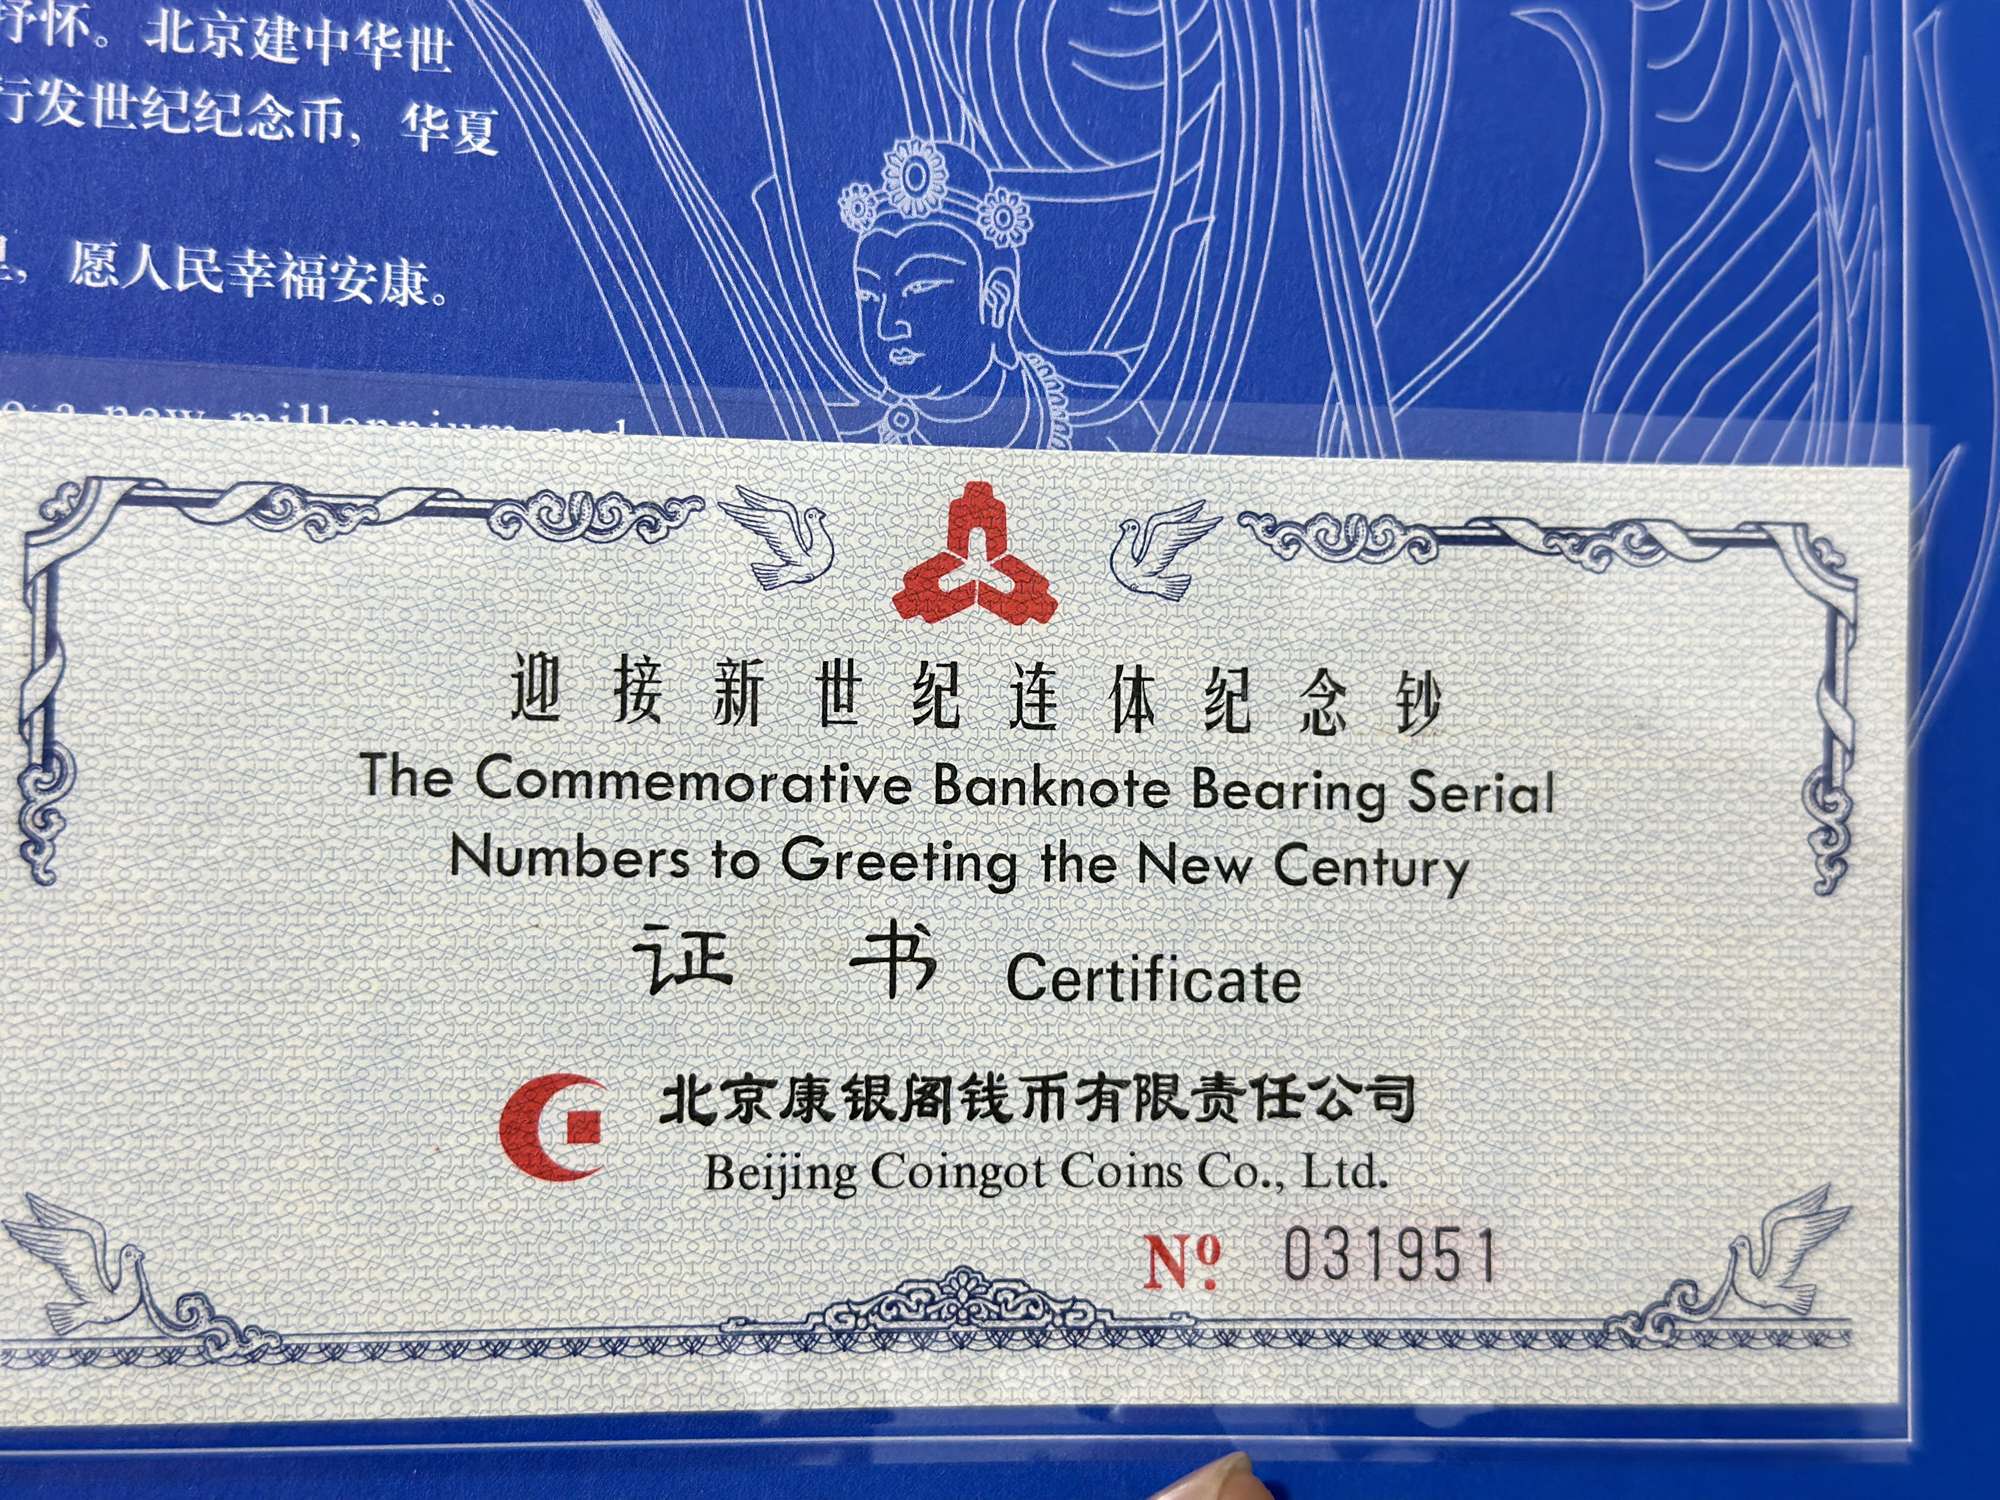 抒怀。北京建中华世
行发世纪纪念币，华夏
，愿人民幸福安康。
a new millennium and
迎接新世纪连体纪念钞
The Commemorative Banknote Bearing Serial
Numbers to Greeting the New Century
证书 Certificate
北京康银阁钱币有限责任公司
Beijing Coingot Coins Co., Ltd.
Nº 031951